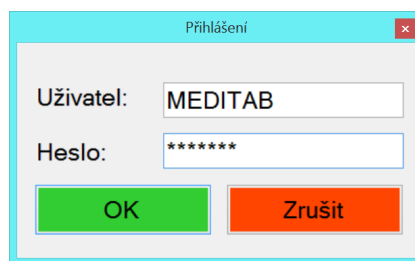 Přihlášení
Uživatel: MEDITAB
Heslo: *******
OK Zrušit